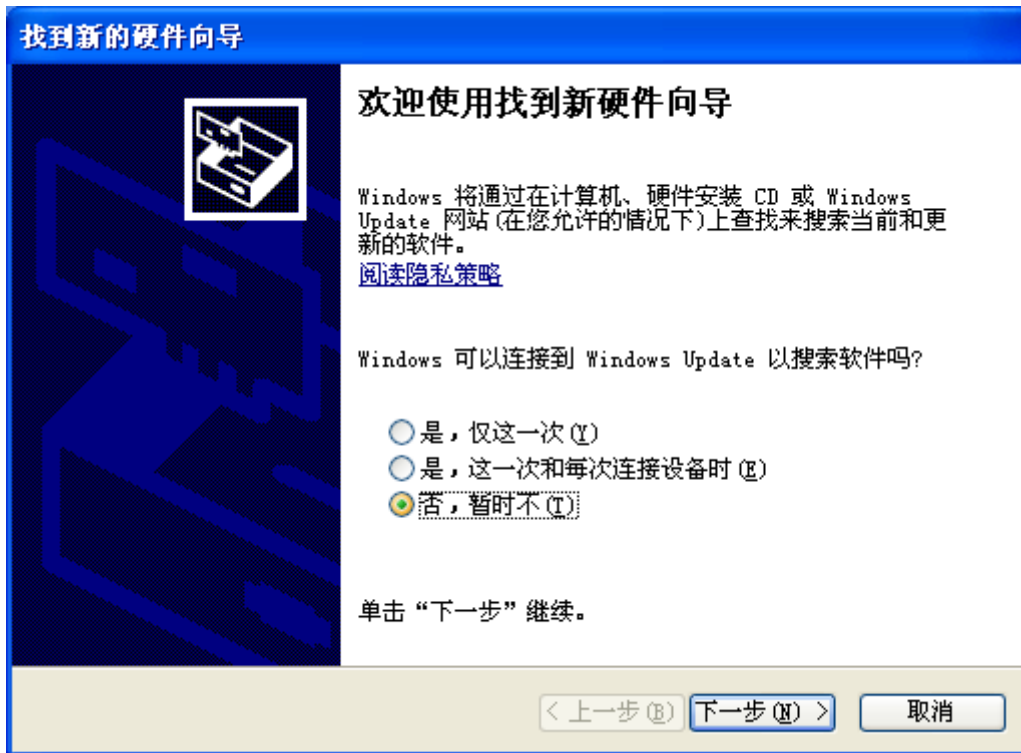 找到新的硬件向导
欢迎使用找到新硬件向导
Windows 将通过在计算机、硬件安装 CD 或 Windows
Update 网站(在您允许的情况下)上查找来搜索当前和更
新的软件。
阅读隐私策略
Windows 可以连接到 Windows Update 以搜索软件吗?
是，仅这一次(Y)
是，这一次和每次连接设备时(E)
否，暂时不(T)
单击“下一步”继续。
< 上一步(B) 下一步(N) > 取消